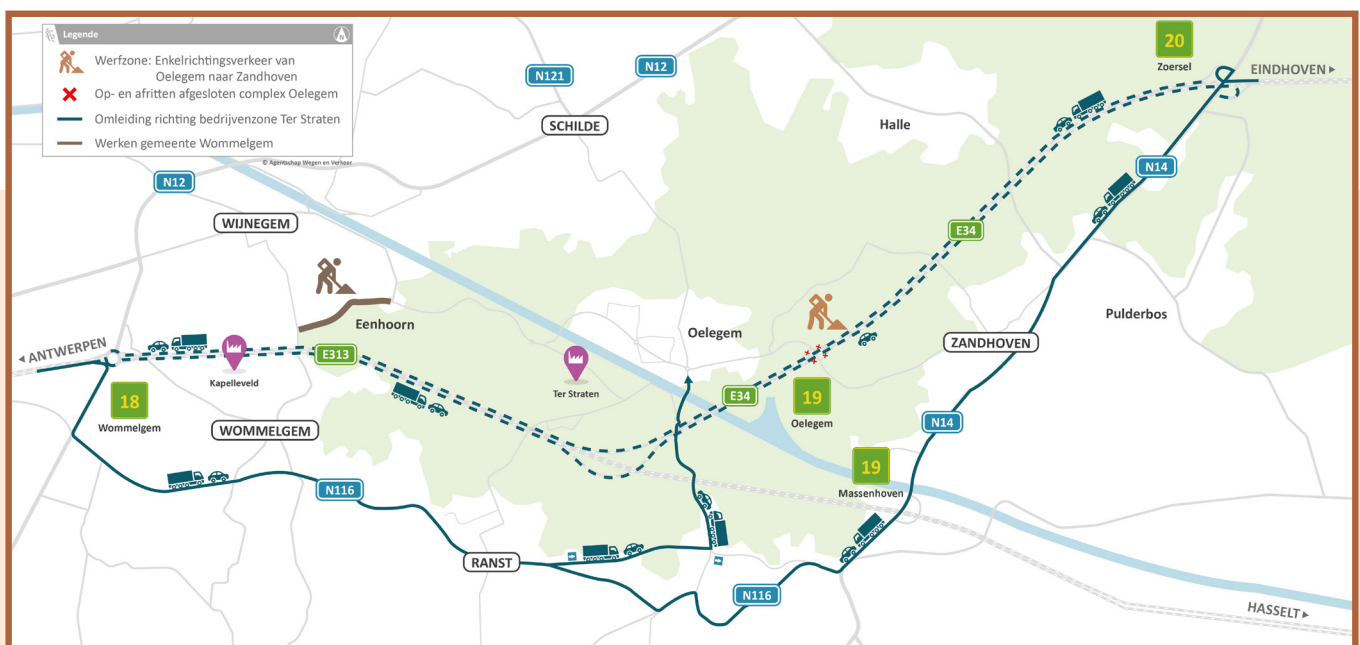 Legende
N
Werfzone: Enkelrichtingsverkeer van
Oelegem naar Zandhoven
Op- en afritten afgesloten complex Oelegem
Omleiding richting bedrijvenzone Ter Straten
Werken gemeente Wommelgem
© Agentschap Wegen en Verkeer
N121
N12
20
Zoersel
EINDHOVEN
SCHILDE
Halle
N12
N14
WIJNEGEM
E34
Eenhoorn
Oelegem
Pulderbos
ANTWERPEN
ZANDHOVEN
E313
Kapelleveld
Ter Straten
E34
18
Wommelgem
19
Oelegem
WOMMELGEM
N14
19
Massenhoven
N116
RANST
N116
HASSELT